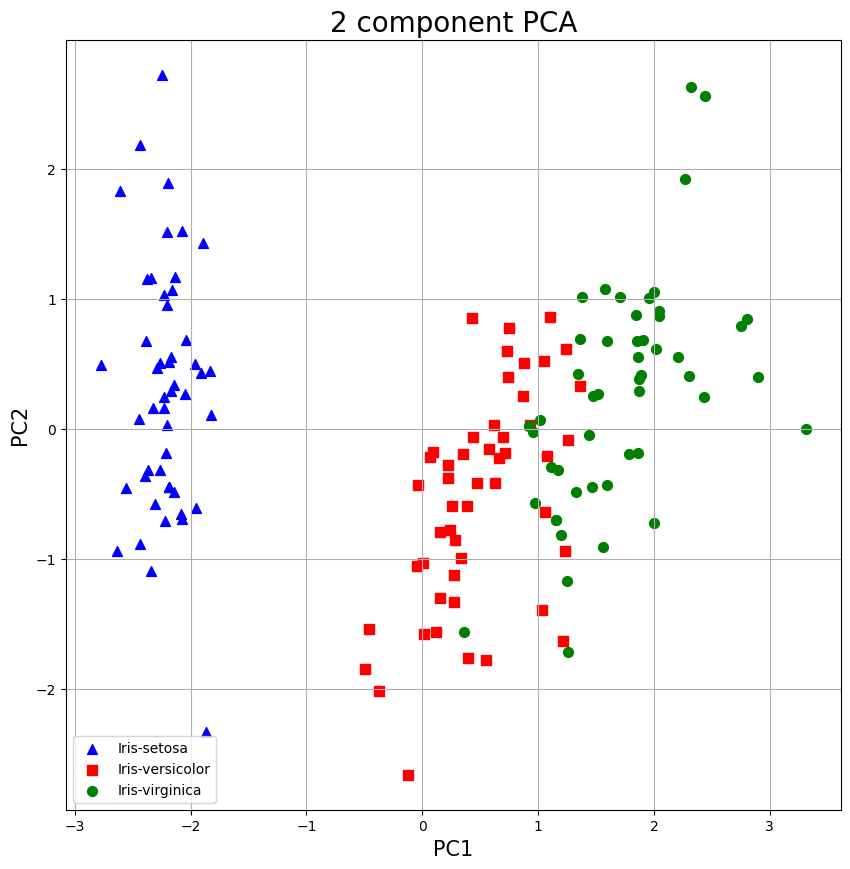 2 component PCA
PC2
2
1
0
−1
−2
Iris-setosa
Iris-versicolor
Iris-virginica
−3
−2
−1
0
1
2
3
PC1